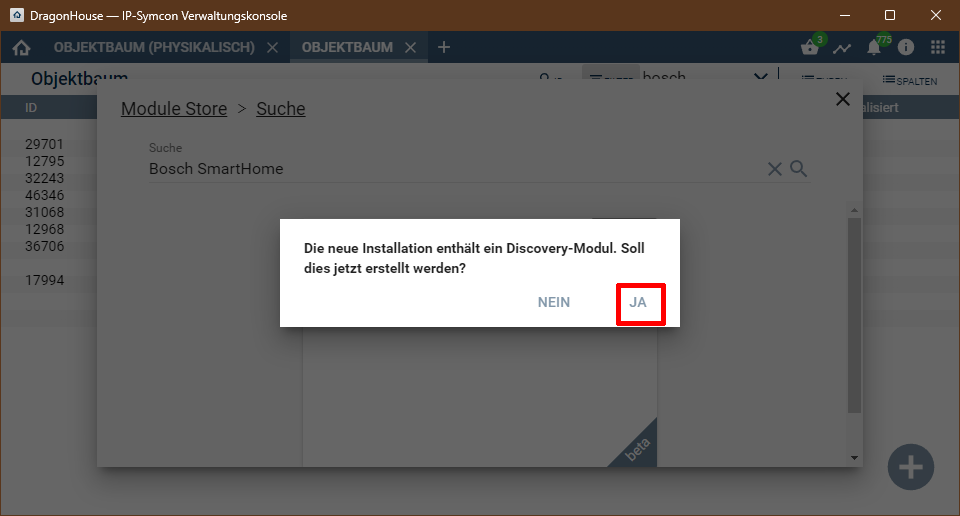 DragonHouse — IP-Symcon Verwaltungskonsole
OBJEKTBAUM (PHYSIKALISCH)
OBJEKTBAUM
3
775
Objektbaum
bosch
SPALTEN
ID
alisiert
Module Store > Suche
Suche
Bosch SmartHome
29701
12795
32243
46346
31068
12968
36706
17994
Die neue Installation enthält ein Discovery-Modul. Soll
dies jetzt erstellt werden?
NEIN
JA
beta